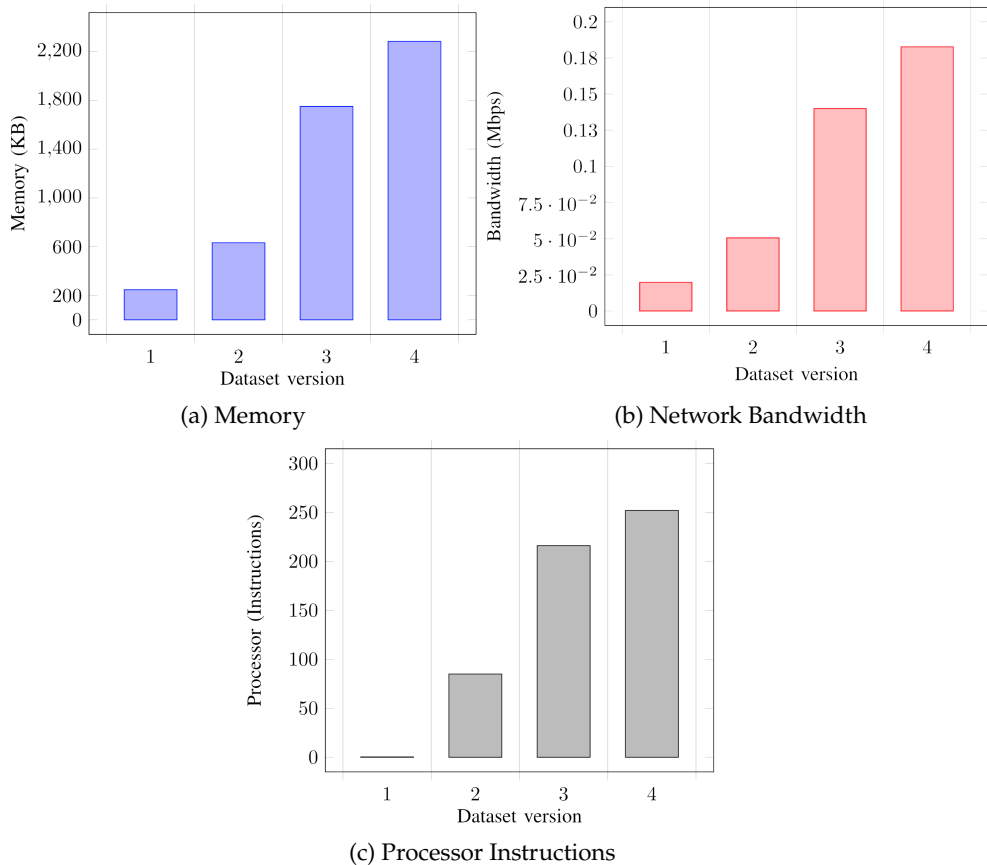 Memory (KB)
2,200
1,800
1,400
1,000
600
200
0
1 2 3 4
Dataset version
(a) Memory
Bandwidth (Mbps)
0.2
0.18
0.15
0.13
0.1
7.5 · 10⁻²
5 · 10⁻²
2.5 · 10⁻²
0
1 2 3 4
Dataset version
(b) Network Bandwidth
Processor (Instructions)
300
250
200
150
100
50
0
1 2 3 4
Dataset version
(c) Processor Instructions